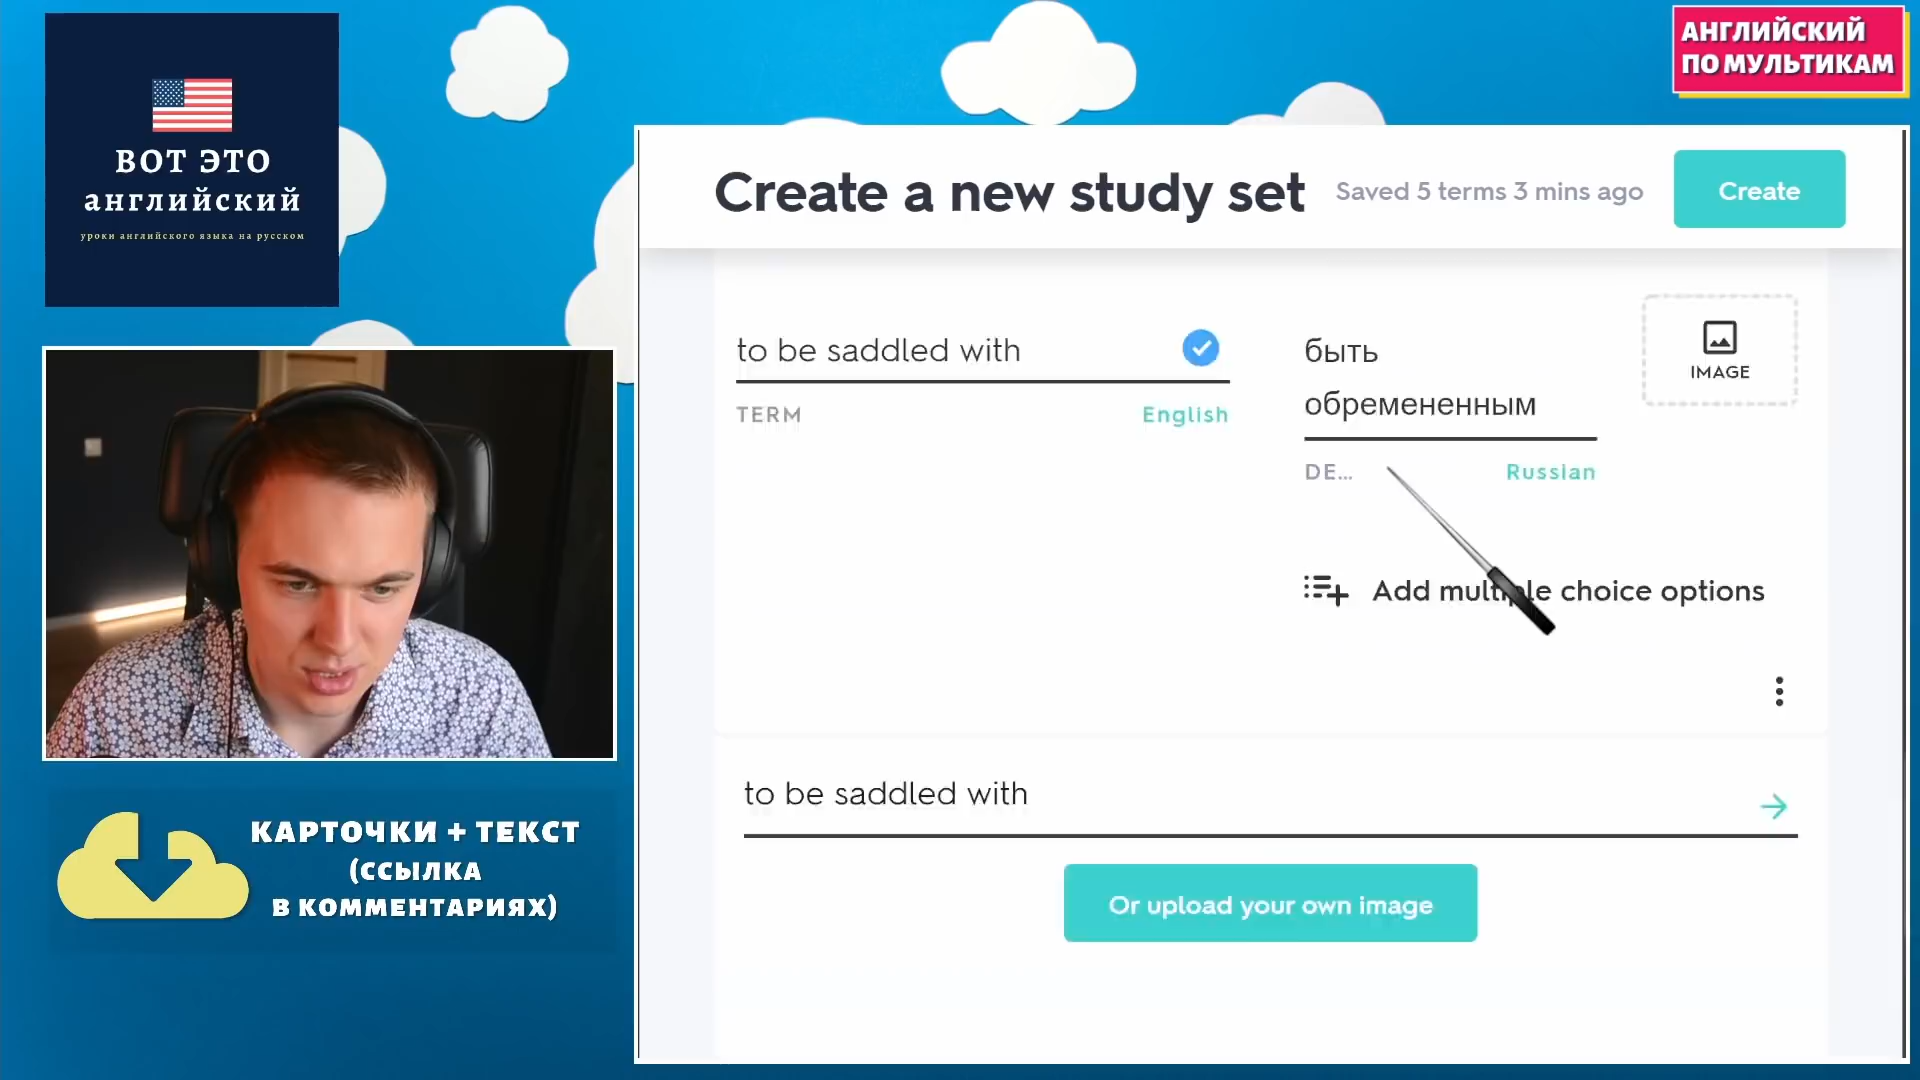 ВОТ ЭТО
английский
уроки английского языка на русском
АНГЛИЙСКИЙ
ПО МУЛЬТИКАМ
Create a new study set
Saved 5 terms 3 mins ago
Create
to be saddled with
TERM
English
быть
обремененным
DE...
Russian
IMAGE
Add multiple choice options
to be saddled with
Or upload your own image
КАРТОЧКИ + ТЕКСТ
(ССЫЛКА
В КОММЕНТАРИЯХ)